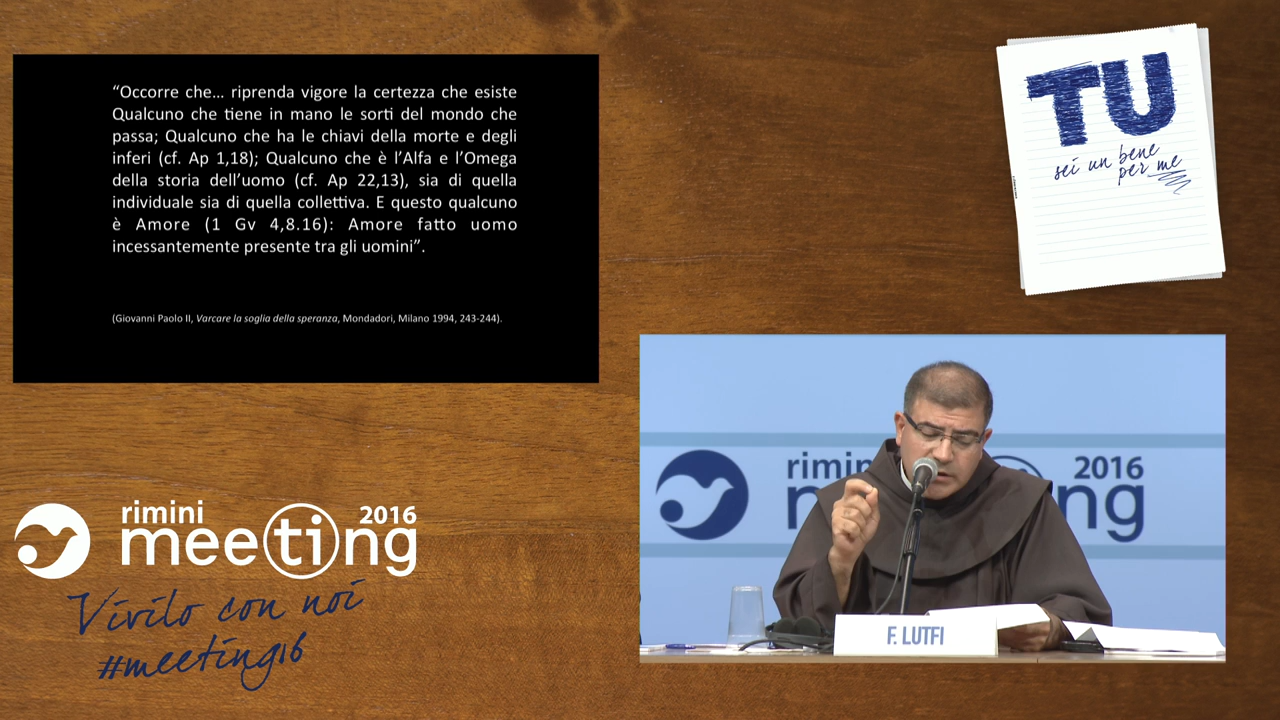 “Occorre che… riprenda vigore la certezza che esiste
Qualcuno che tiene in mano le sorti del mondo che
passa; Qualcuno che ha le chiavi della morte e degli
inferi (cf. Ap 1,18); Qualcuno che è l’Alfa e l’Omega
della storia dell’uomo (cf. Ap 22,13), sia di quella
individuale sia di quella collettiva. E questo qualcuno
è Amore (1 Gv 4,8.16): Amore fatto uomo
incessantemente presente tra gli uomini”.
(Giovanni Paolo II, Varcare la soglia della speranza, Mondadori, Milano 1994, 243-244).
TU
sei un bene
per me
rimini 2016
meeting
Vivilo con noi
#meeting16
rimini 2016
F. LUTFI